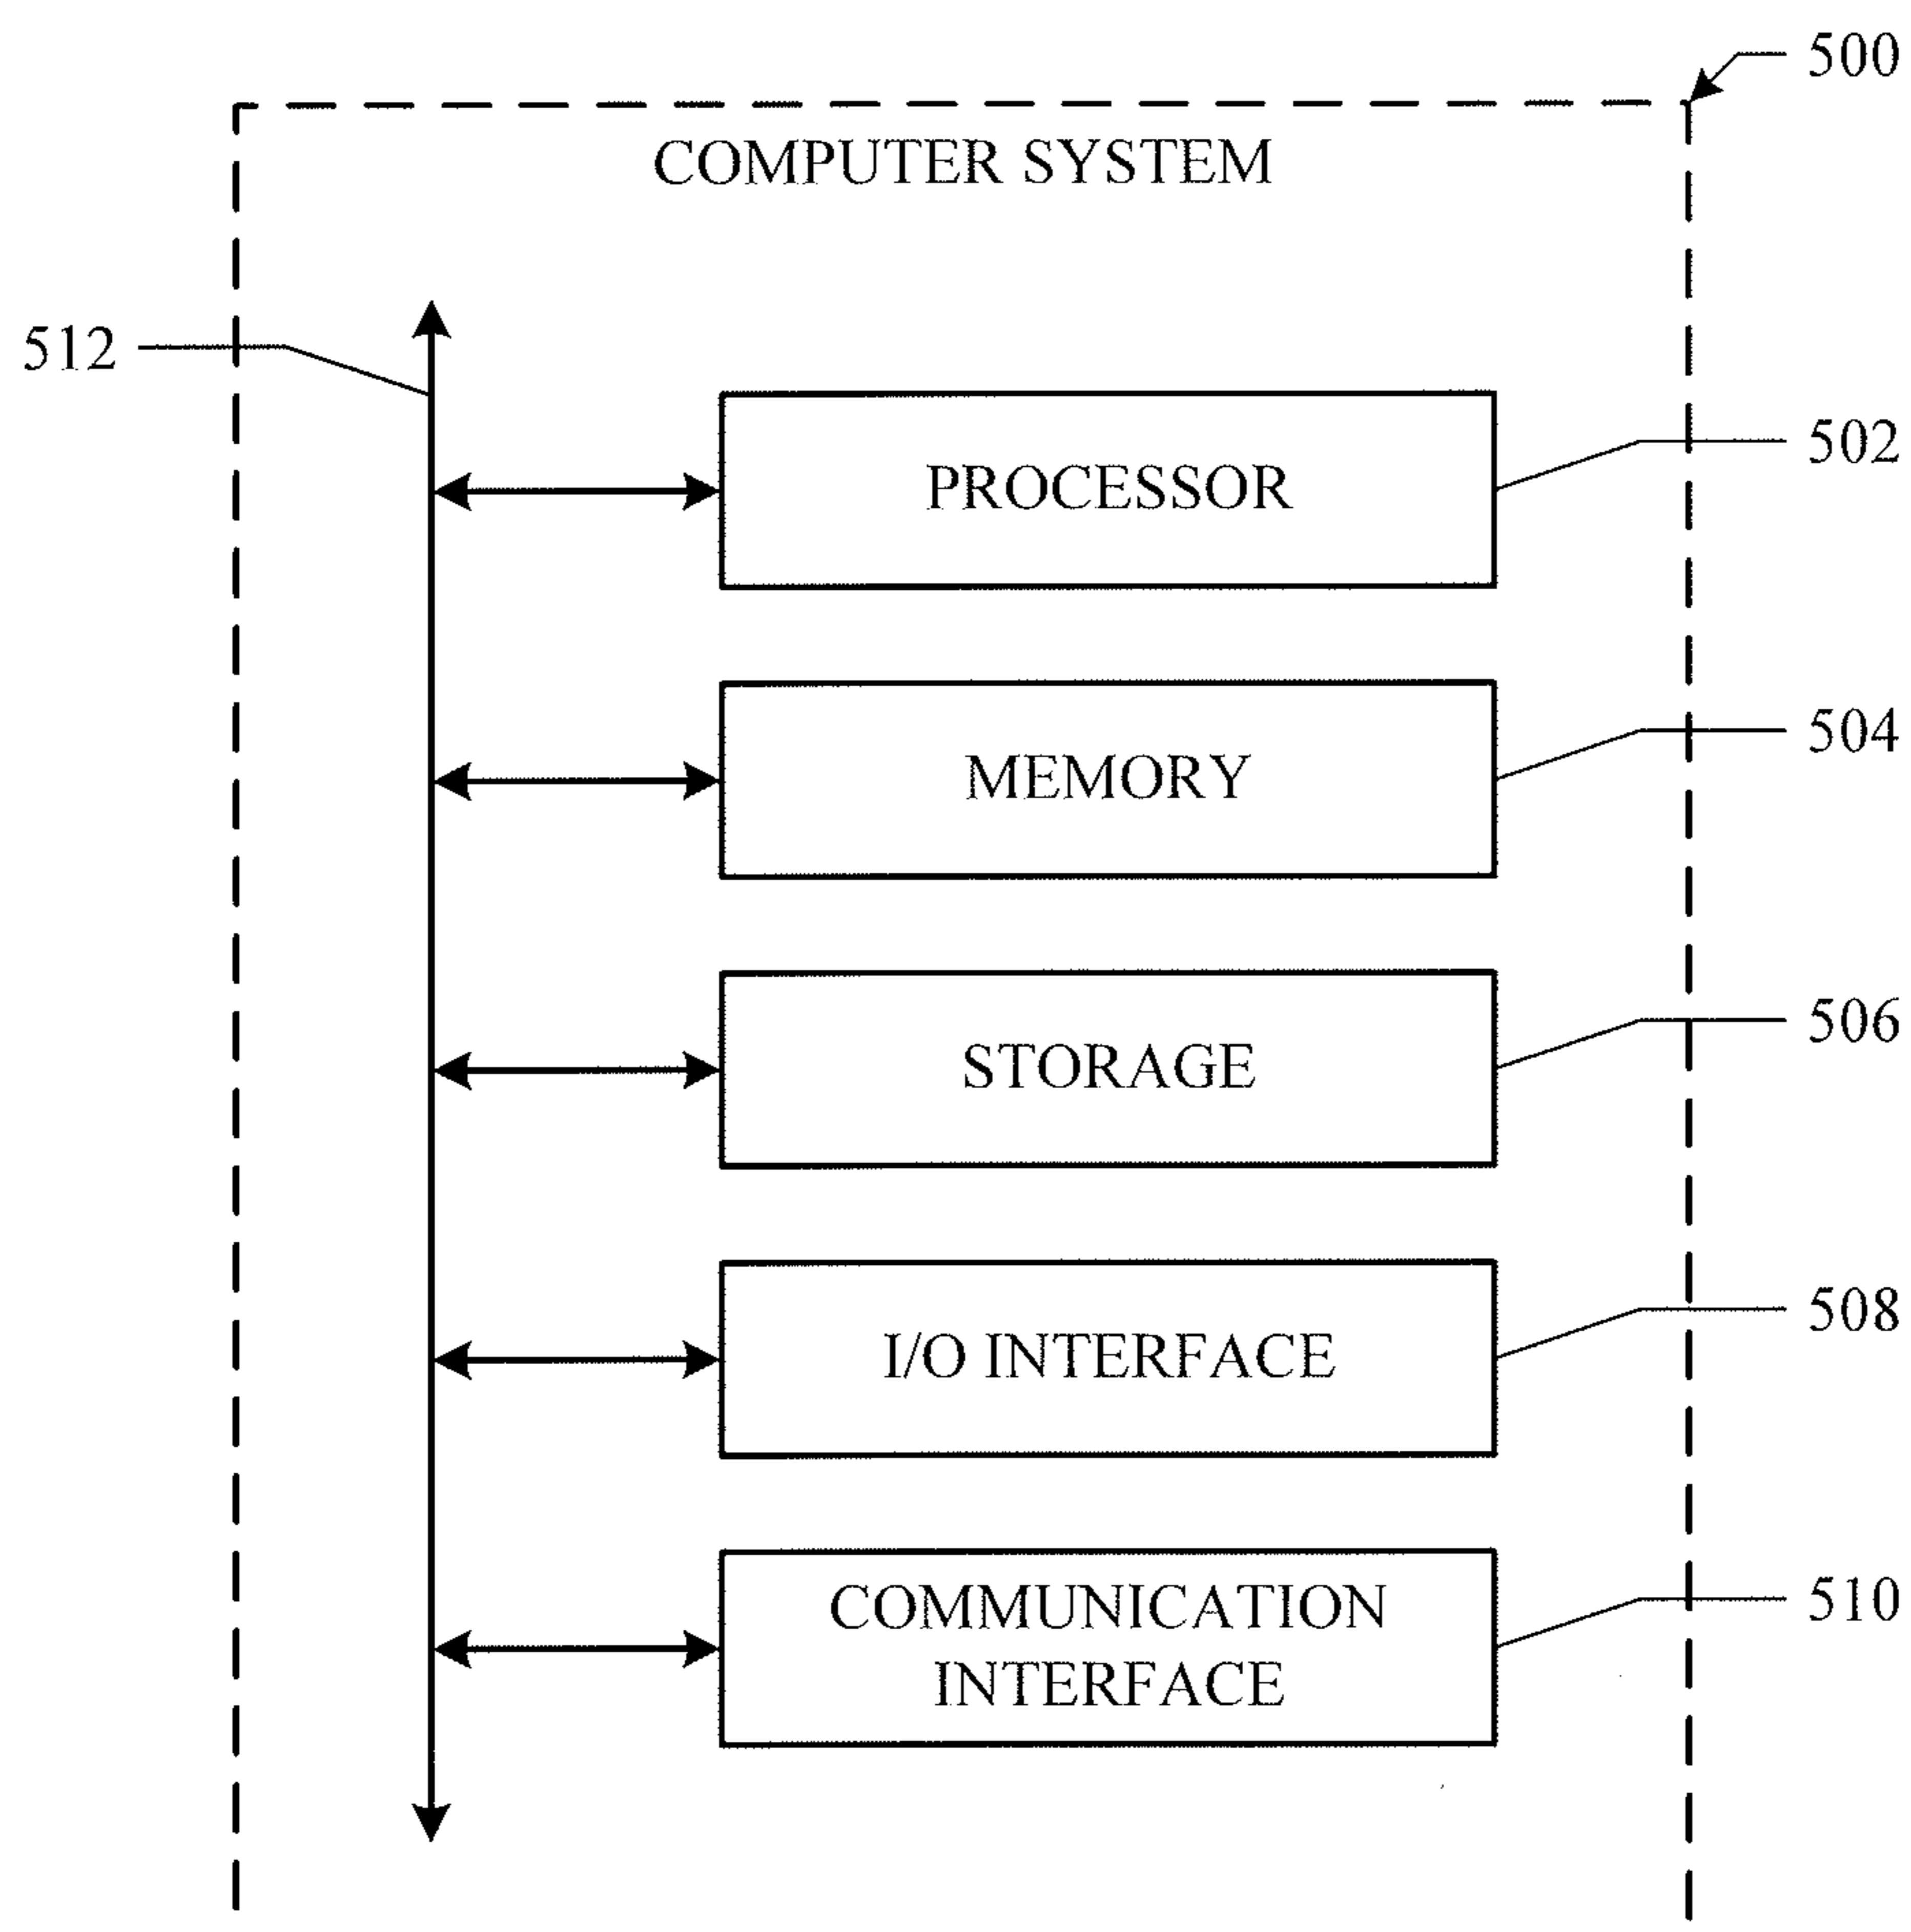 500
COMPUTER SYSTEM
512
PROCESSOR
502
MEMORY
504
STORAGE
506
I/O INTERFACE
508
COMMUNICATION
INTERFACE
510